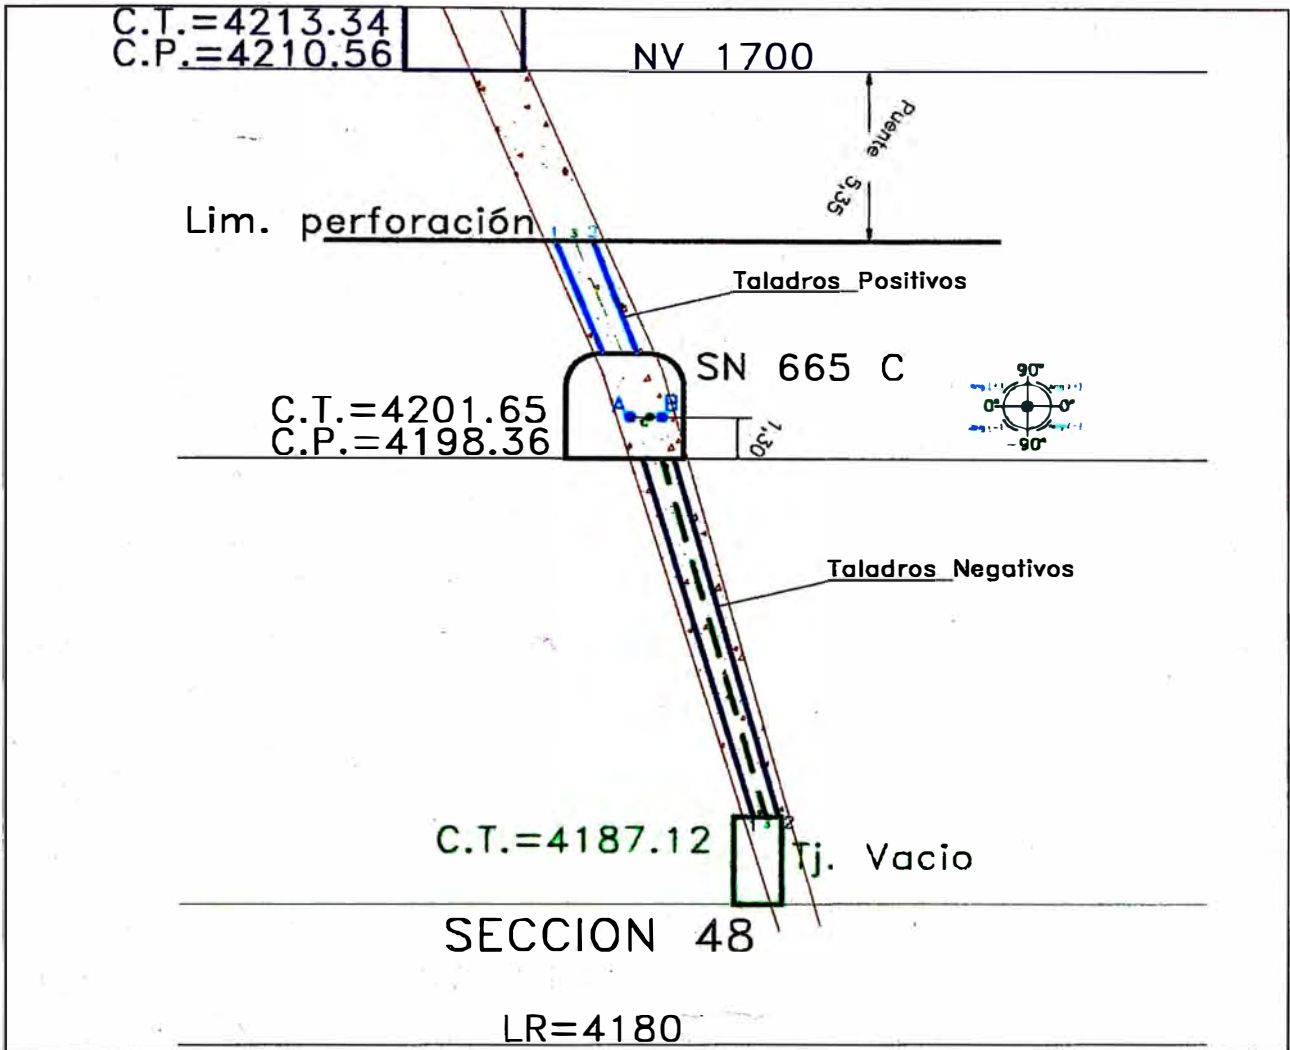 C.T.=4213.34
C.P.=4210.56
NV 1700
Puente 5,35
Lim. perforación
1 3 2
Taladros Positivos
SN 665 C
A B
C
C.T.=4201.65
C.P.=4198.36
1,30
90°
0° 0°
-90°
Taladros Negativos
1 3 2
C.T.=4187.12
Tj. Vacio
SECCION 48
LR=4180